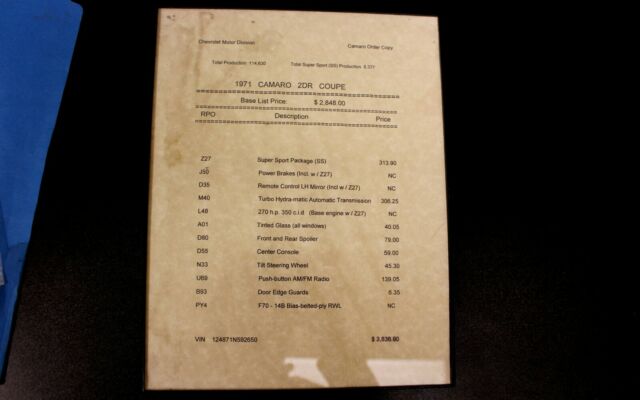 Chevrolet Motor Division Camaro Order Copy
Total Production 114,630 Total Super Sport (SS) Production 8,377
1971 CAMARO 2DR COUPE
Base List Price: $ 2,848.00
RPO Description Price
Z27 Super Sport Package (SS) 313.90
J50 Power Brakes (Incl. w / Z27) NC
D35 Remote Control LH Mirror (Incl w / Z27) NC
M40 Turbo Hydra-matic Automatic Transmission 306.25
L48 270 h.p. 350 c.i.d (Base engine w / Z27) NC
A01 Tinted Glass (all windows) 40.05
D80 Front and Rear Spoiler 79.00
D55 Center Console 59.00
N33 Tilt Steering Wheel 45.30
U69 Push-button AM/FM Radio 139.05
B93 Door Edge Guards 6.35
PY4 F70 - 14B Bias-belted-ply RWL NC
VIN 124871N592650 $ 3,836.90